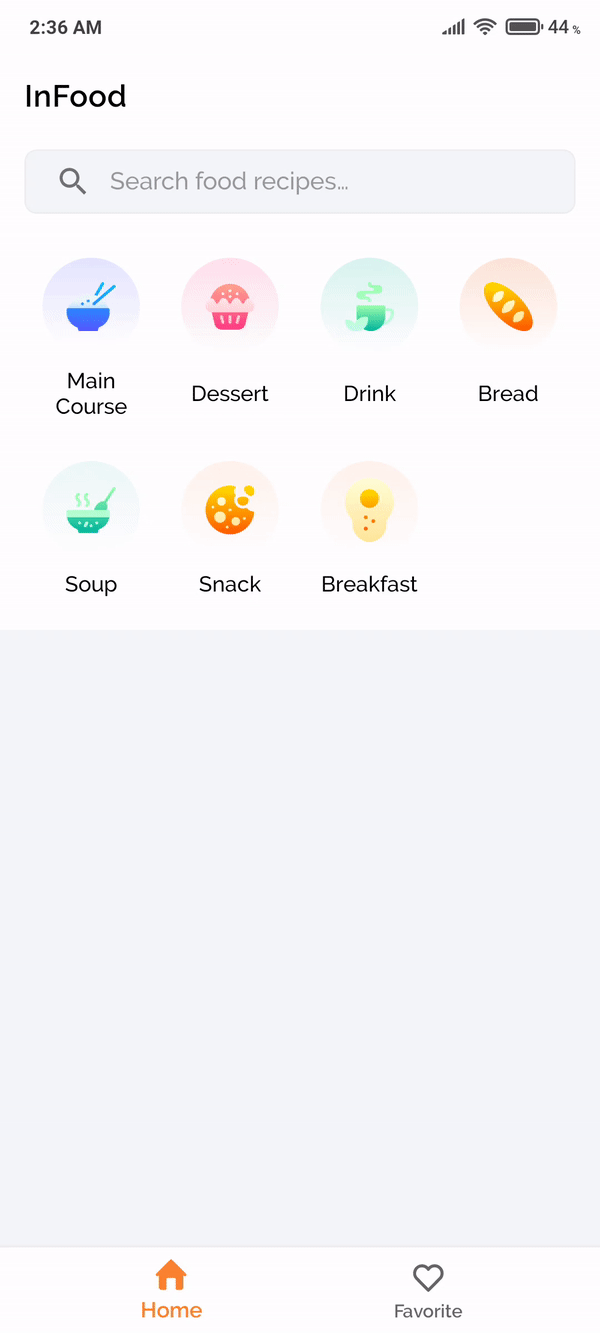 2:36 AM 44 %
InFood
Search food recipes...
Main
Course
Dessert
Drink
Bread
Soup
Snack
Breakfast
Home
Favorite